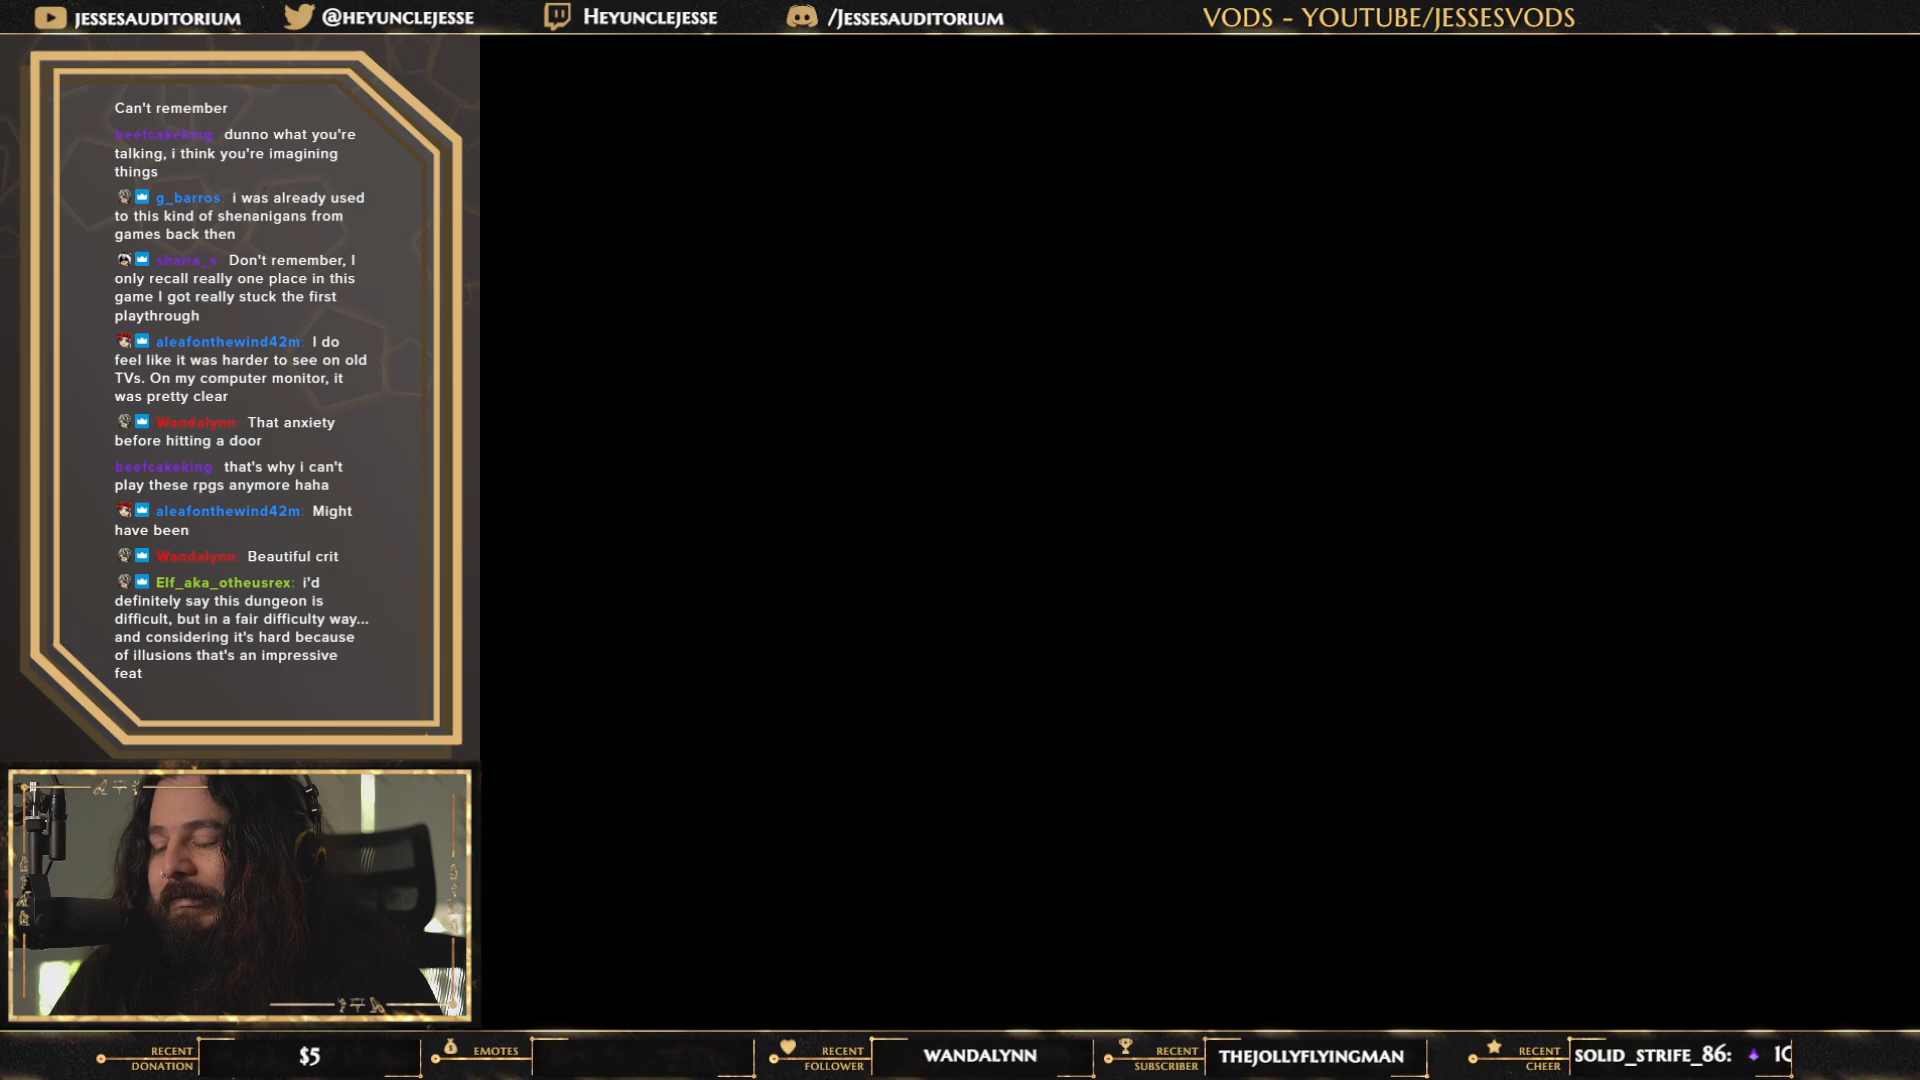 JESSESAUDITORIUM @HEYUNCLEJESSE HEYUNCLEJESSE /JESSESAUDITORIUM VODS - YOUTUBE/JESSESVODS
Can't remember
beefcakeking: dunno what you're
talking, i think you're imagining
things
g_barros: i was already used
to this kind of shenanigans from
games back then
shaira_s: Don't remember, I
only recall really one place in this
game I got really stuck the first
playthrough
aleafonthewind42m: I do
feel like it was harder to see on old
TVs. On my computer monitor, it
was pretty clear
Wandalynn: That anxiety
before hitting a door
beefcakeking: that's why i can't
play these rpgs anymore haha
aleafonthewind42m: Might
have been
Wandalynn: Beautiful crit
Elf_aka_otheusrex: i'd
definitely say this dungeon is
difficult, but in a fair difficulty way...
and considering it's hard because
of illusions that's an impressive
feat
RECENT
DONATION
$5
EMOTES
RECENT
FOLLOWER
WANDALYNN
RECENT
SUBSCRIBER
THEJOLLYFLYINGMAN
RECENT
CHEER
SOLID_STRIFE_86: